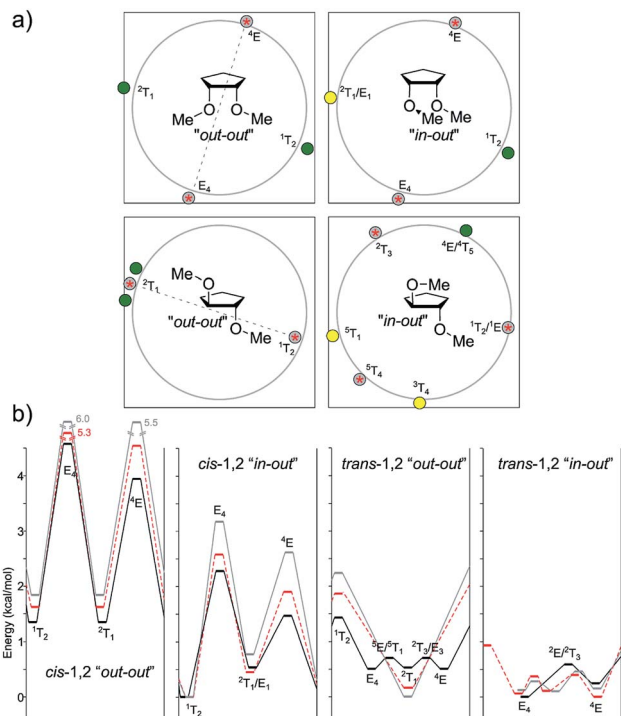 a)
⁴E
²T₁
O O
Me Me
"out-out"
¹T₂
E₄
⁴E
²T₁/E₁
O O
Me Me
"in-out"
¹T₂
E₄
Me
O
²T₁
"out-out"
O
Me
¹T₂
²T₃
⁴E/⁴T₅
O–Me
"in-out"
O
Me
¹T₂/¹E
⁵T₁
⁵T₄
³T₄
b)
6.0
5.3
5.5
E₄
⁴E
¹T₂
²T₁
cis-1,2 "out-out"
cis-1,2 "in-out"
E₄
⁴E
²T₁/E₁
¹T₂
trans-1,2 "out-out"
¹T₂
⁵E/⁵T₁
²T₃/E₃
E₄
²T₁
⁴E
trans-1,2 "in-out"
²E/²T₃
E₄
⁴E
Energy (kcal/mol)
4
3
2
1
0